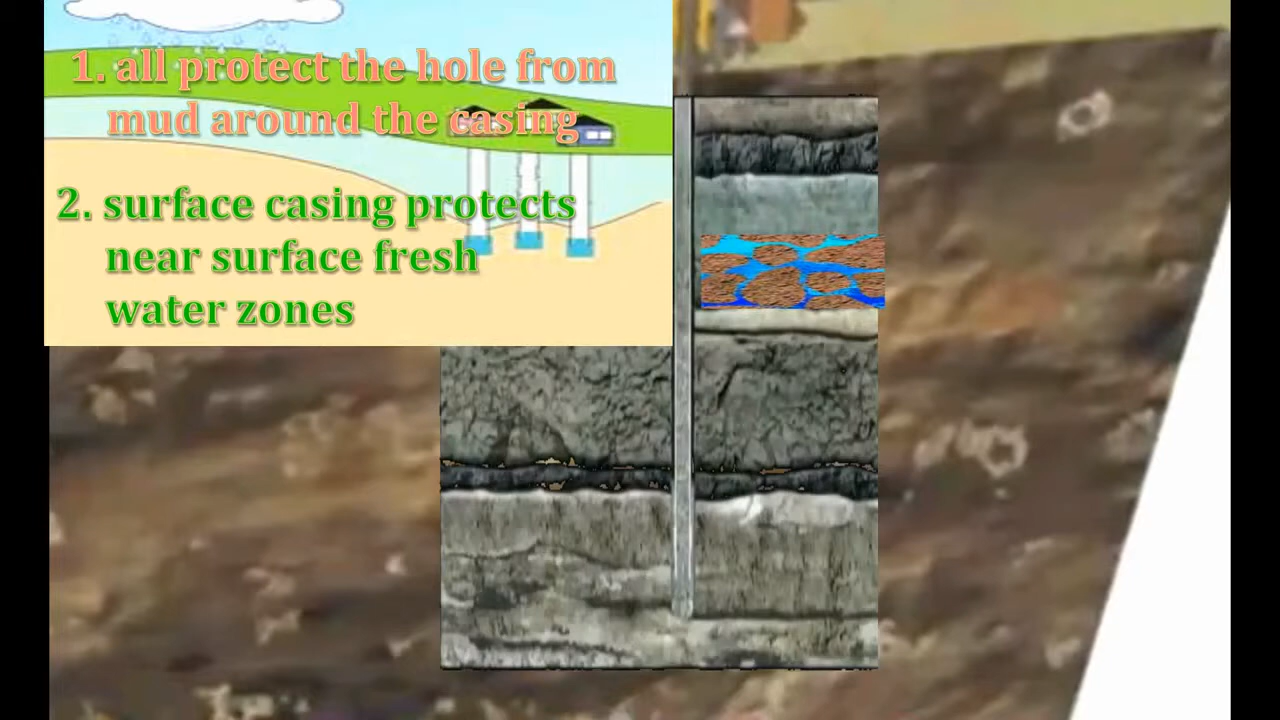 1. all protect the hole from
mud around the casing
2. surface casing protects
near surface fresh
water zones